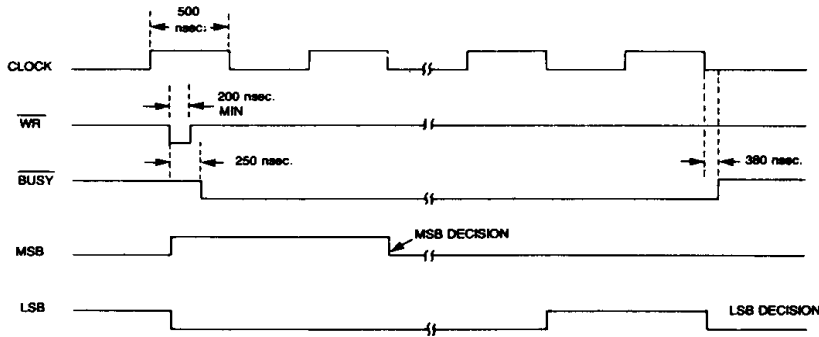 500
nsec.
CLOCK
200 nsec.
MIN
WR
250 nsec.
380 nsec.
BUSY
MSB DECISION
MSB
LSB
LSB DECISION